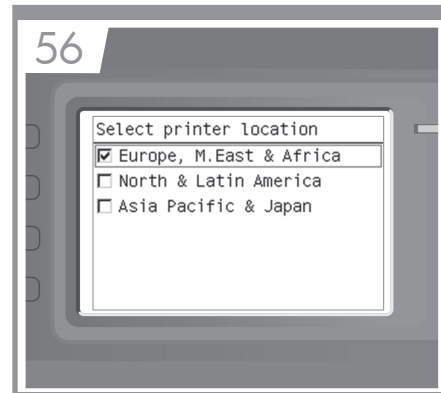 56
Select printer location
Europe, M.East & Africa
North & Latin America
Asia Pacific & Japan